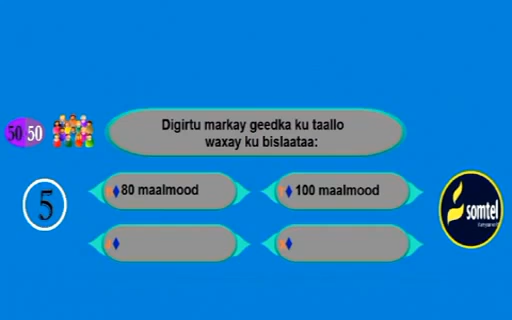 50 50
Digirtu markay geedka ku taallo
waxay ku bislaataa:
5
80 maalmood
100 maalmood
somtel